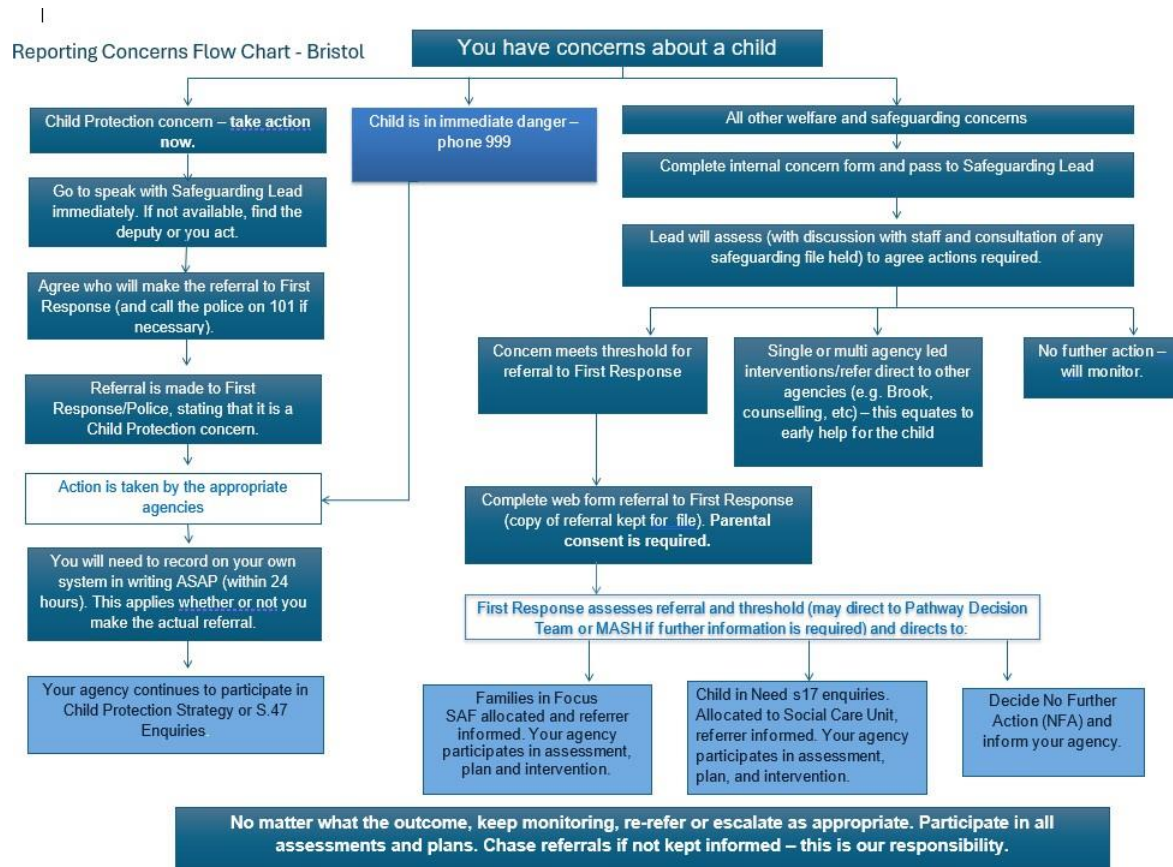 Reporting Concerns Flow Chart - Bristol
You have concerns about a child
Child Protection concern – take action
now.
Go to speak with Safeguarding Lead
immediately. If not available, find the
deputy or you act.
Agree who will make the referral to First
Response (and call the police on 101 if
necessary).
Referral is made to First
Response/Police, stating that it is a
Child Protection concern.
Action is taken by the appropriate
agencies
You will need to record on your own
system in writing ASAP (within 24
hours). This applies whether or not you
make the actual referral.
Your agency continues to participate in
Child Protection Strategy or S.47
Enquiries.
Child is in immediate danger –
phone 999
All other welfare and safeguarding concerns
Complete internal concern form and pass to Safeguarding Lead
Lead will assess (with discussion with staff and consultation of any
safeguarding file held) to agree actions required.
Concern meets threshold for
referral to First Response
Single or multi agency led
interventions/refer direct to other
agencies (e.g. Brook,
counselling, etc) – this equates to
early help for the child
No further action –
will monitor.
Complete web form referral to First Response
(copy of referral kept for file). Parental
consent is required.
First Response assesses referral and threshold (may direct to Pathway Decision
Team or MASH if further information is required) and directs to:
Families in Focus
SAF allocated and referrer
informed. Your agency
participates in assessment,
plan and intervention.
Child in Need s17 enquiries.
Allocated to Social Care Unit,
referrer informed. Your agency
participates in assessment,
plan, and intervention.
Decide No Further
Action (NFA) and
inform your agency.
No matter what the outcome, keep monitoring, re-refer or escalate as appropriate. Participate in all
assessments and plans. Chase referrals if not kept informed – this is our responsibility.